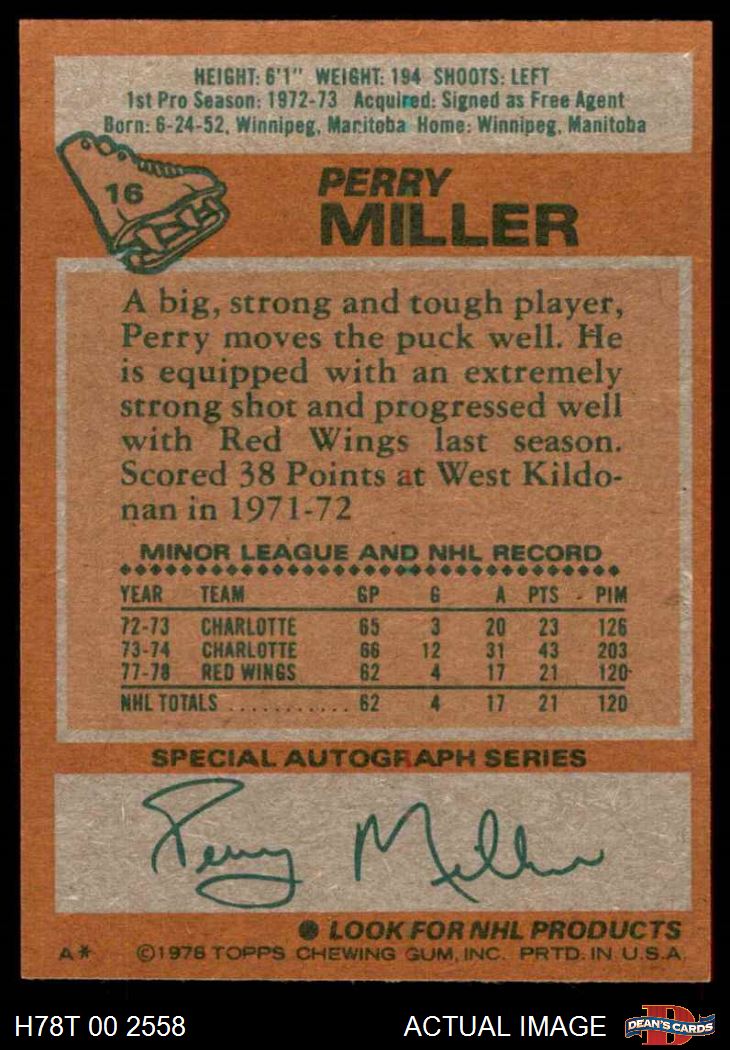 HEIGHT: 6'1" WEIGHT: 194 SHOOTS: LEFT
1st Pro Season: 1972-73 Acquired: Signed as Free Agent
Born: 6-24-52, Winnipeg, Maritoba Home: Winnipeg, Manitoba
16
PERRY
MILLER
A big, strong and tough player,
Perry moves the puck well. He
is equipped with an extremely
strong shot and progressed well
with Red Wings last season.
Scored 38 Points at West Kildo-
nan in 1971-72
MINOR LEAGUE AND NHL RECORD
YEAR TEAM GP G A PTS PIM
72-73 CHARLOTTE 65 3 20 23 126
73-74 CHARLOTTE 66 12 31 43 203
77-78 RED WINGS 62 4 17 21 120
NHL TOTALS ........... 62 4 17 21 120
SPECIAL AUTOGRAPH SERIES
Perry Miller
LOOK FOR NHL PRODUCTS
A* ©1978 TOPPS CHEWING GUM, INC. PRTD. IN U.S.A.
H78T 00 2558 ACTUAL IMAGE D DEAN'S CARDS